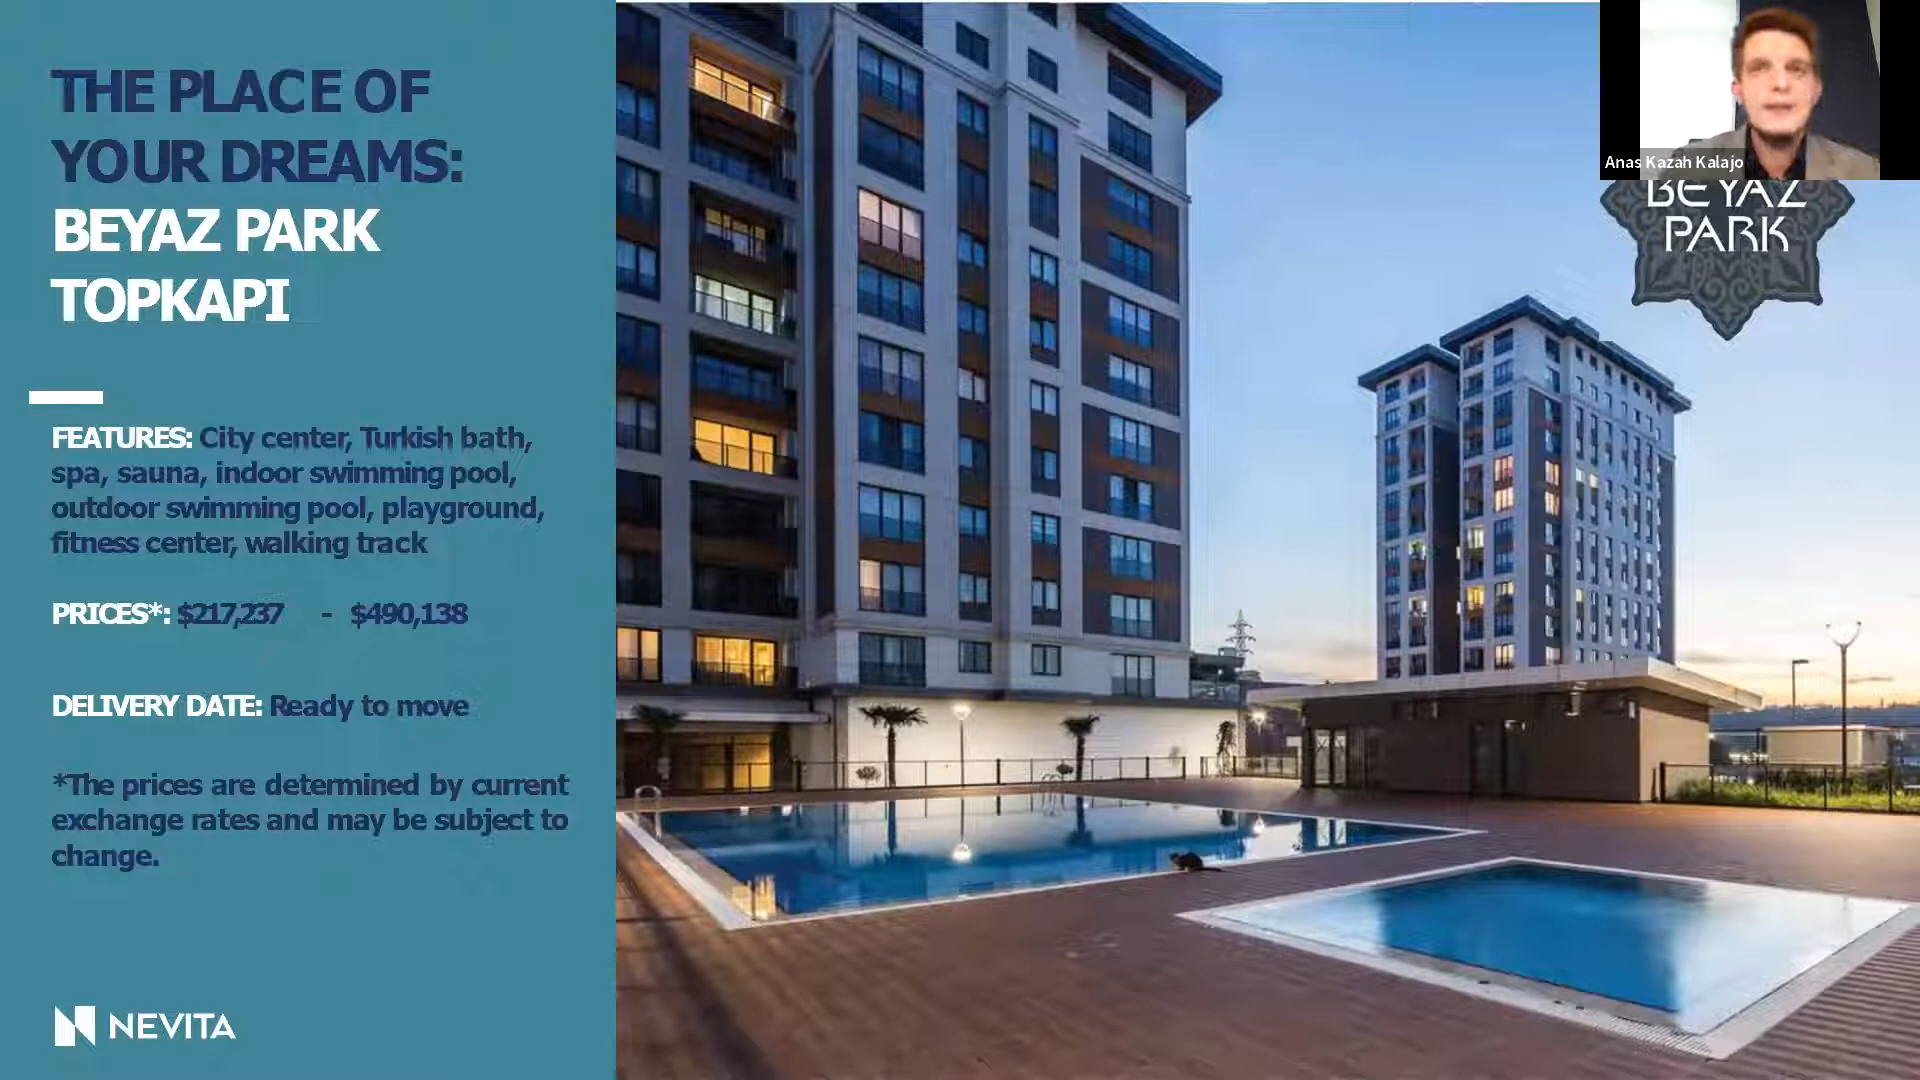 THE PLACE OF
YOUR DREAMS:
BEYAZ PARK
TOPKAPI
FEATURES: City center, Turkish bath,
spa, sauna, indoor swimming pool,
outdoor swimming pool, playground,
fitness center, walking track
PRICES*: $217,237 - $490,138
DELIVERY DATE: Ready to move
*The prices are determined by current
exchange rates and may be subject to
change.
NEVITA
Anas Kazah Kalajo
BEYAZ
PARK